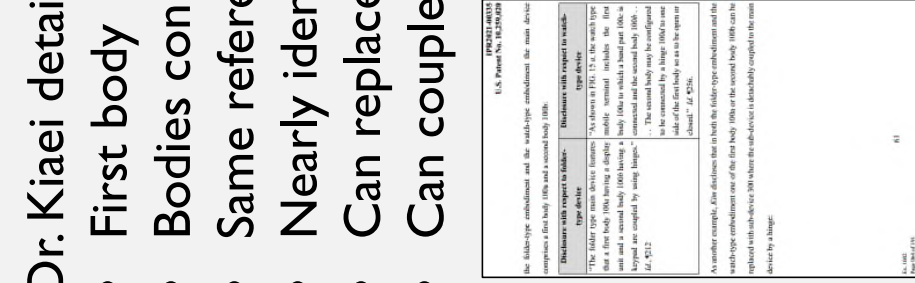 Dr. Kiaei detai
First body
Bodies con
Same refere
Nearly iden
Can replace
Can couple
IPR2021-00335
U.S. Patent No. 10,259,020
the folder-type embodiment and the watch-type embodiment the main device
comprises a first body 100a and a second body 100b:
Disclosure with respect to folder-
type device
"The folder type main device features
that a first body 100a having a display
unit and a second body 100b having a
keypad are coupled by using hinges."
Id. ¶212
Disclosure with respect to watch-
type device
"As shown in FIG. 15 a, the watch type
mobile terminal includes the first
body 100a to which a band part 100c is
connected and the second body 100b . .
. . The second body may be configured
to be connected by a hinge 100d to one
side of the first body so as to be open or
closed." Id. ¶256.
As another example, Kim discloses that in both the folder-type embodiment and the
watch-type embodiment one of the first body 100a or the second body 100b can be
replaced with sub-device 300 where the sub-device is detachably coupled to the main
device by a hinge:
61